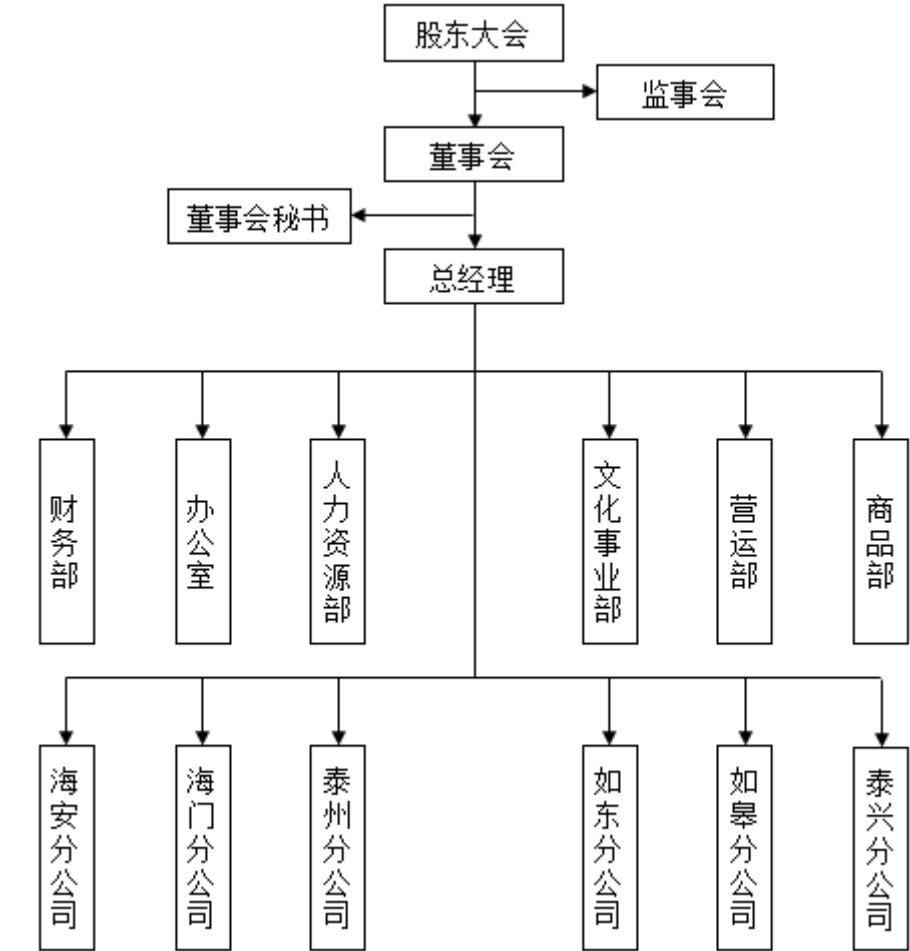 股东大会
监事会
董事会
董事会秘书
总经理
财务部
办公室
人力资源部
文化事业部
营运部
商品部
海安分公司
海门分公司
泰州分公司
如东分公司
如皋分公司
泰兴分公司